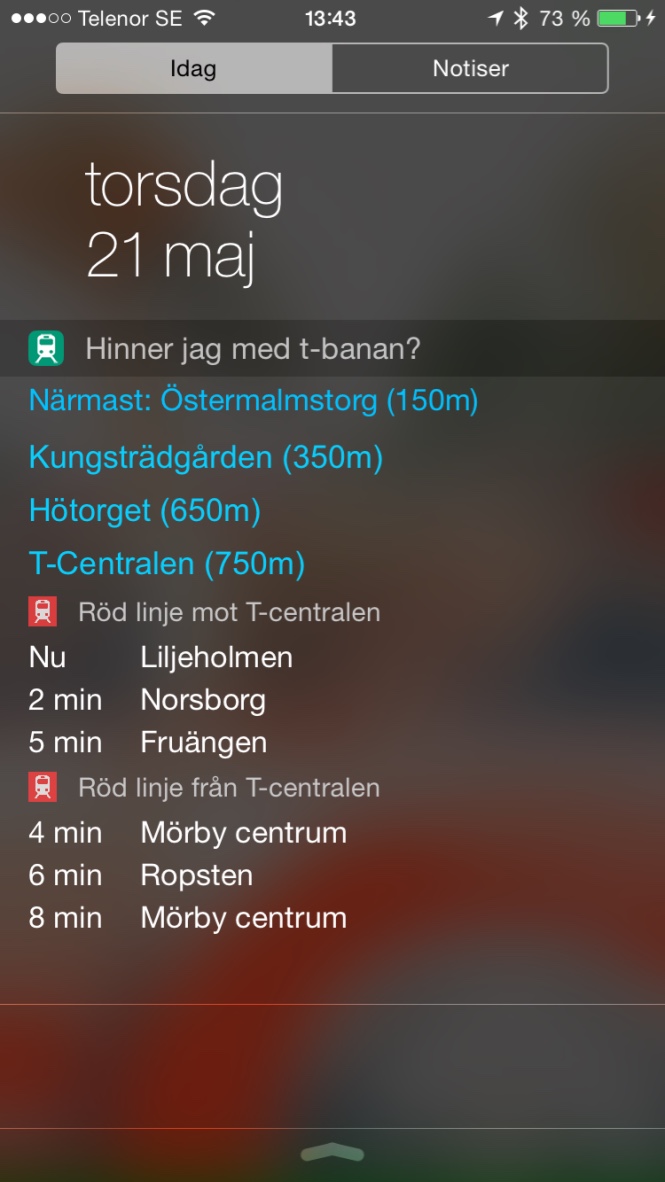 Telenor SE 13:43 73 %
Idag Notiser
torsdag
21 maj
Hinner jag med t-banan?
Närmast: Östermalmstorg (150m)
Kungsträdgården (350m)
Hötorget (650m)
T-Centralen (750m)
Röd linje mot T-centralen
Nu Liljeholmen
2 min Norsborg
5 min Fruängen
Röd linje från T-centralen
4 min Mörby centrum
6 min Ropsten
8 min Mörby centrum